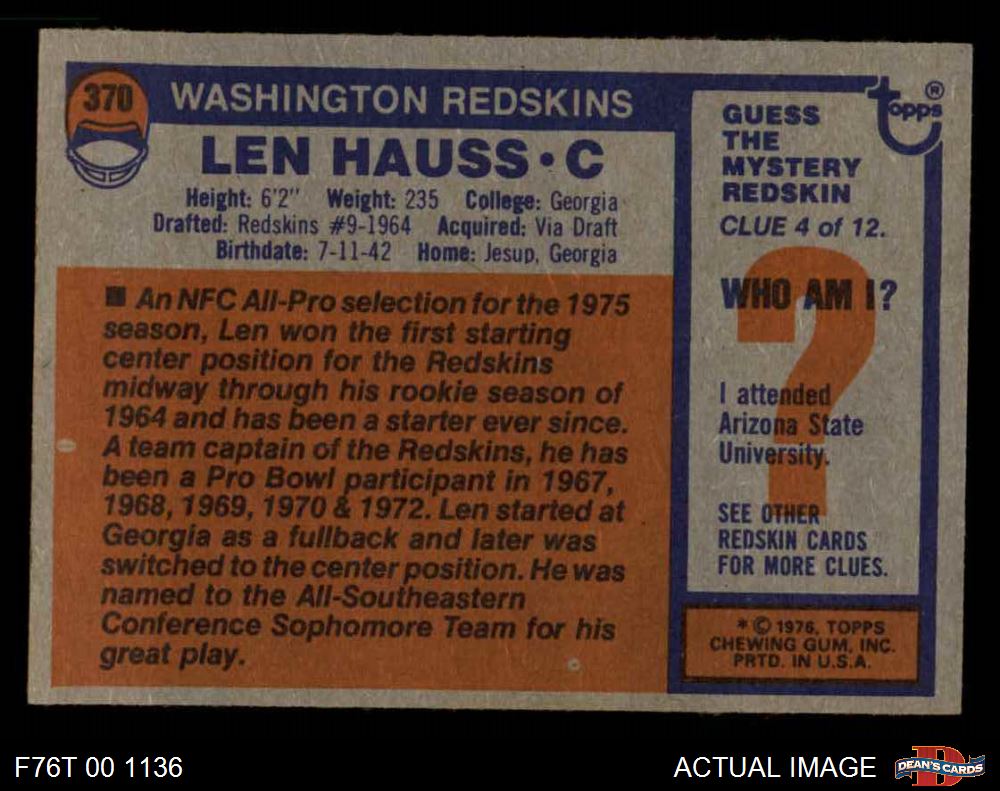 370
WASHINGTON REDSKINS
LEN HAUSS • C
Height: 6'2" Weight: 235 College: Georgia
Drafted: Redskins #9-1964 Acquired: Via Draft
Birthdate: 7-11-42 Home: Jesup, Georgia
■ An NFC All-Pro selection for the 1975
season, Len won the first starting
center position for the Redskins
midway through his rookie season of
1964 and has been a starter ever since.
A team captain of the Redskins, he has
been a Pro Bowl participant in 1967,
1968, 1969, 1970 & 1972. Len started at
Georgia as a fullback and later was
switched to the center position. He was
named to the All-Southeastern
Conference Sophomore Team for his
great play.
topps®
GUESS
THE
MYSTERY
REDSKIN
CLUE 4 of 12.
WHO AM I?
?
I attended
Arizona State
University.
SEE OTHER
REDSKIN CARDS
FOR MORE CLUES.
* © 1976, TOPPS
CHEWING GUM, INC.
PRTD. IN U.S.A.
F76T 00 1136
ACTUAL IMAGE
D
DEAN'S CARDS